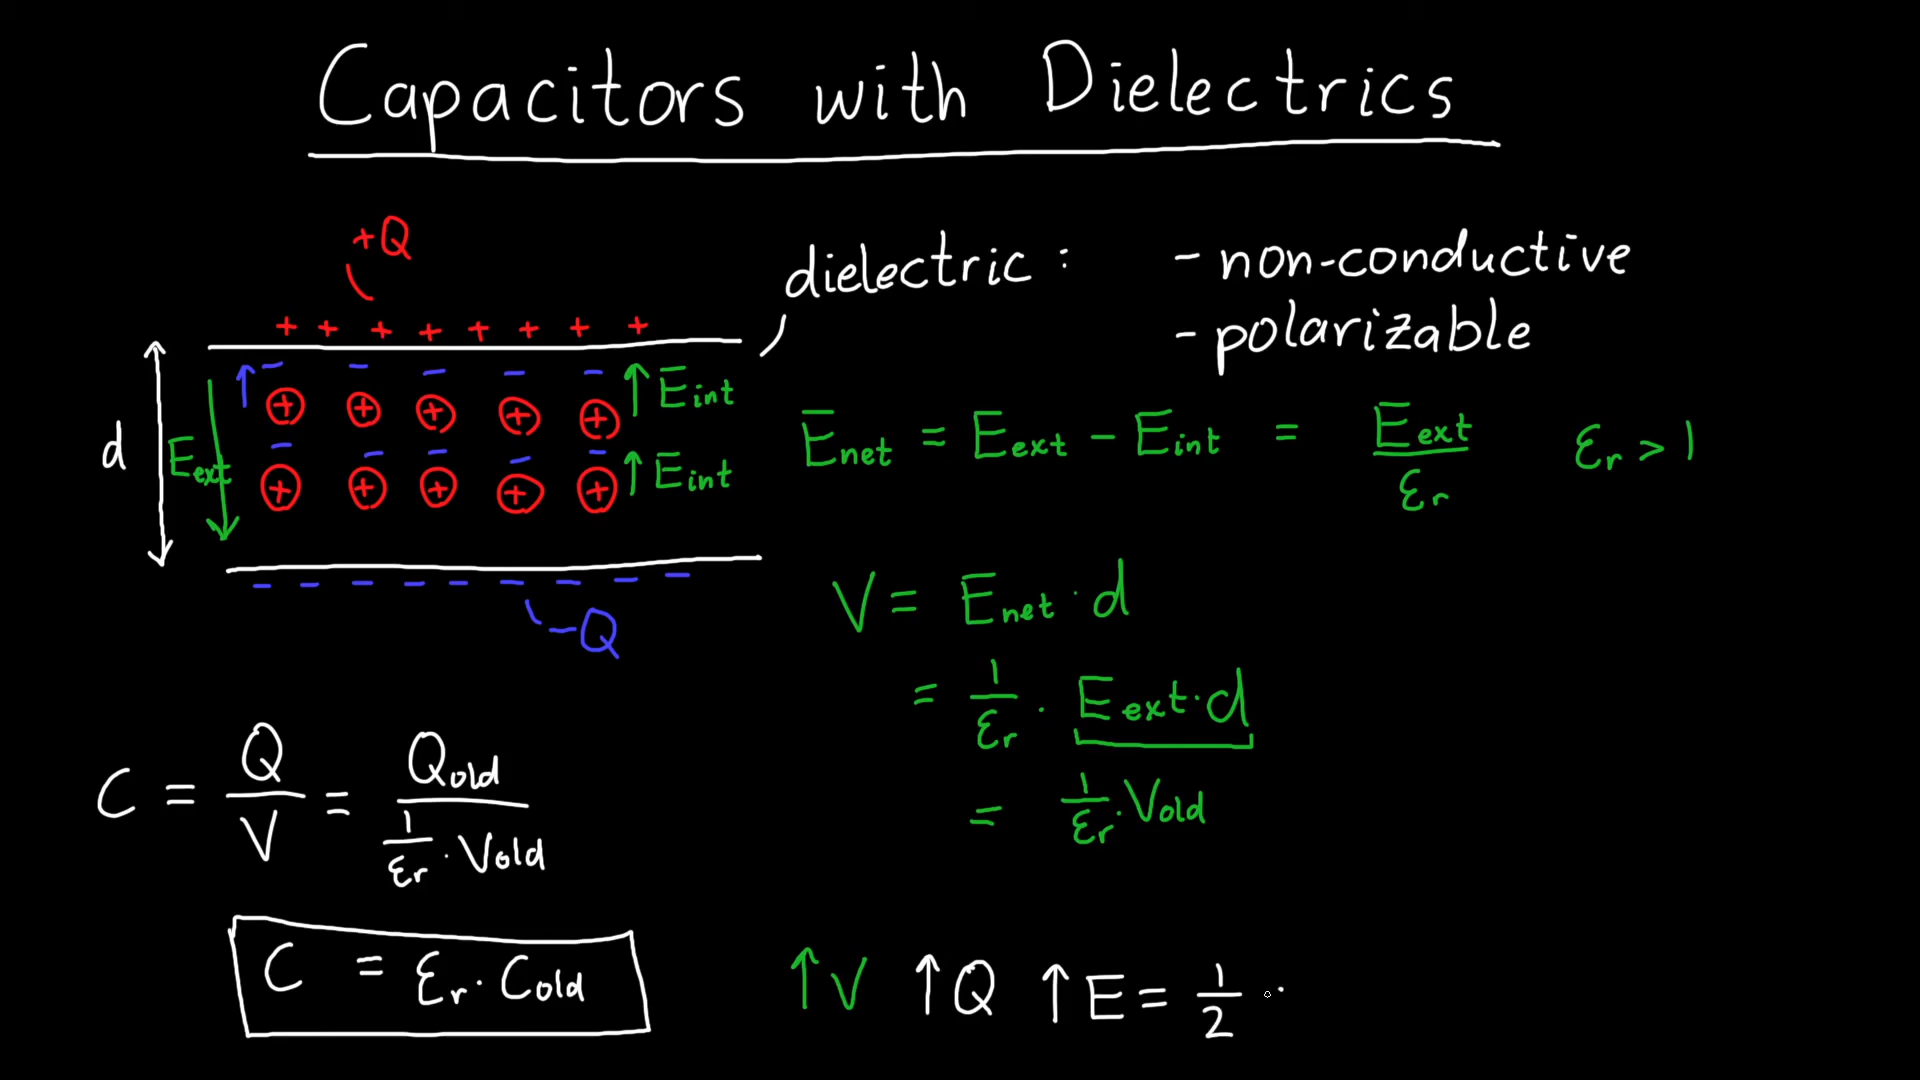 Capacitors with Dielectrics
+Q
dielectric : - non-conductive
- polarizable
+ + + + + + + +
- - - - -
↑ Eint
+ + + + +
d
Eext
- - - - -
↑ Eint
+ + + + +
- - - - - - - - -
-Q
Enet = Eext - Eint = Eext / εr εr > 1
V = Enet · d
= 1/εr · Eext · d
= 1/εr · Vold
C = Q/V = Qold / (1/εr · Vold)
C = εr · Cold
↑V ↑Q ↑E = 1/2 ·